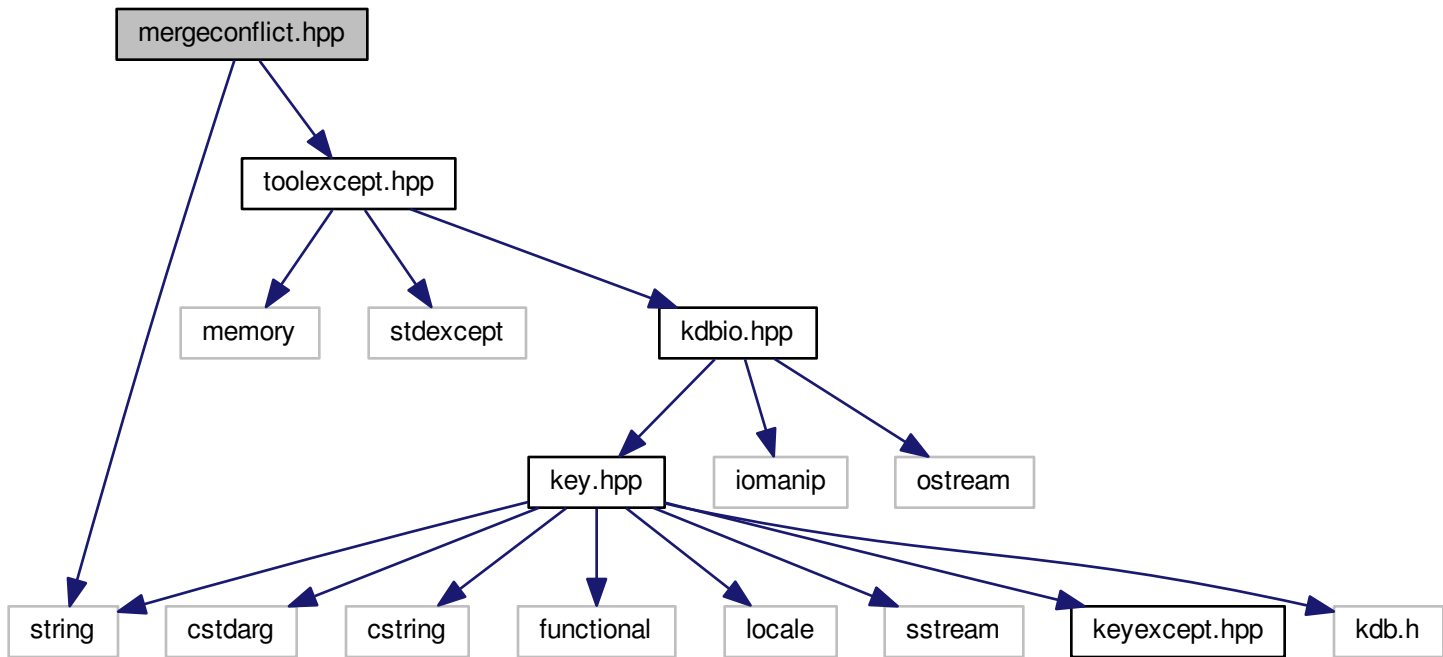 mergeconflict.hpp
toolexcept.hpp
memory
stdexcept
kdbio.hpp
key.hpp
iomanip
ostream
string
cstdarg
cstring
functional
locale
sstream
keyexcept.hpp
kdb.h